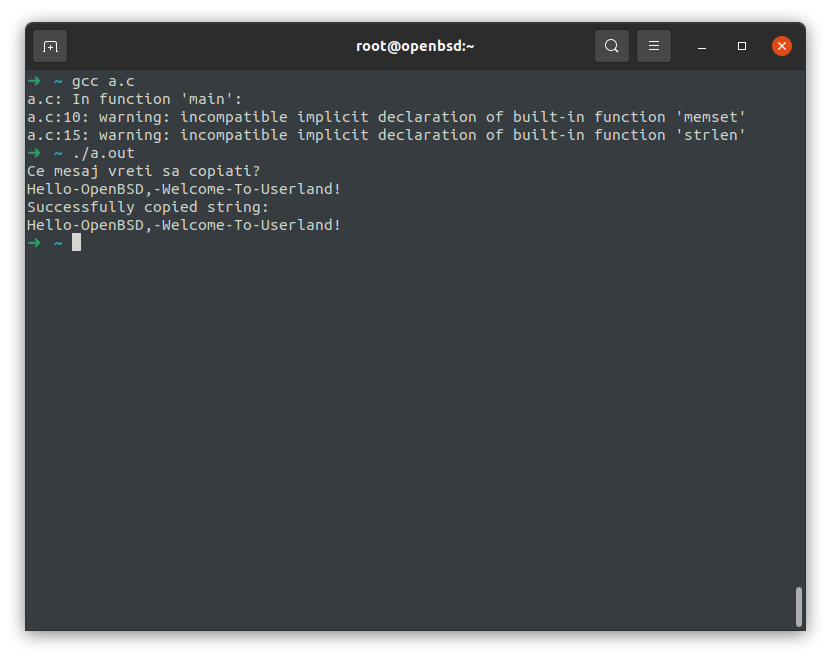 root@openbsd:~
➜ ~ gcc a.c
a.c: In function 'main':
a.c:10: warning: incompatible implicit declaration of built-in function 'memset'
a.c:15: warning: incompatible implicit declaration of built-in function 'strlen'
➜ ~ ./a.out
Ce mesaj vreti sa copiati?
Hello-OpenBSD,-Welcome-To-Userland!
Successfully copied string:
Hello-OpenBSD,-Welcome-To-Userland!
➜ ~